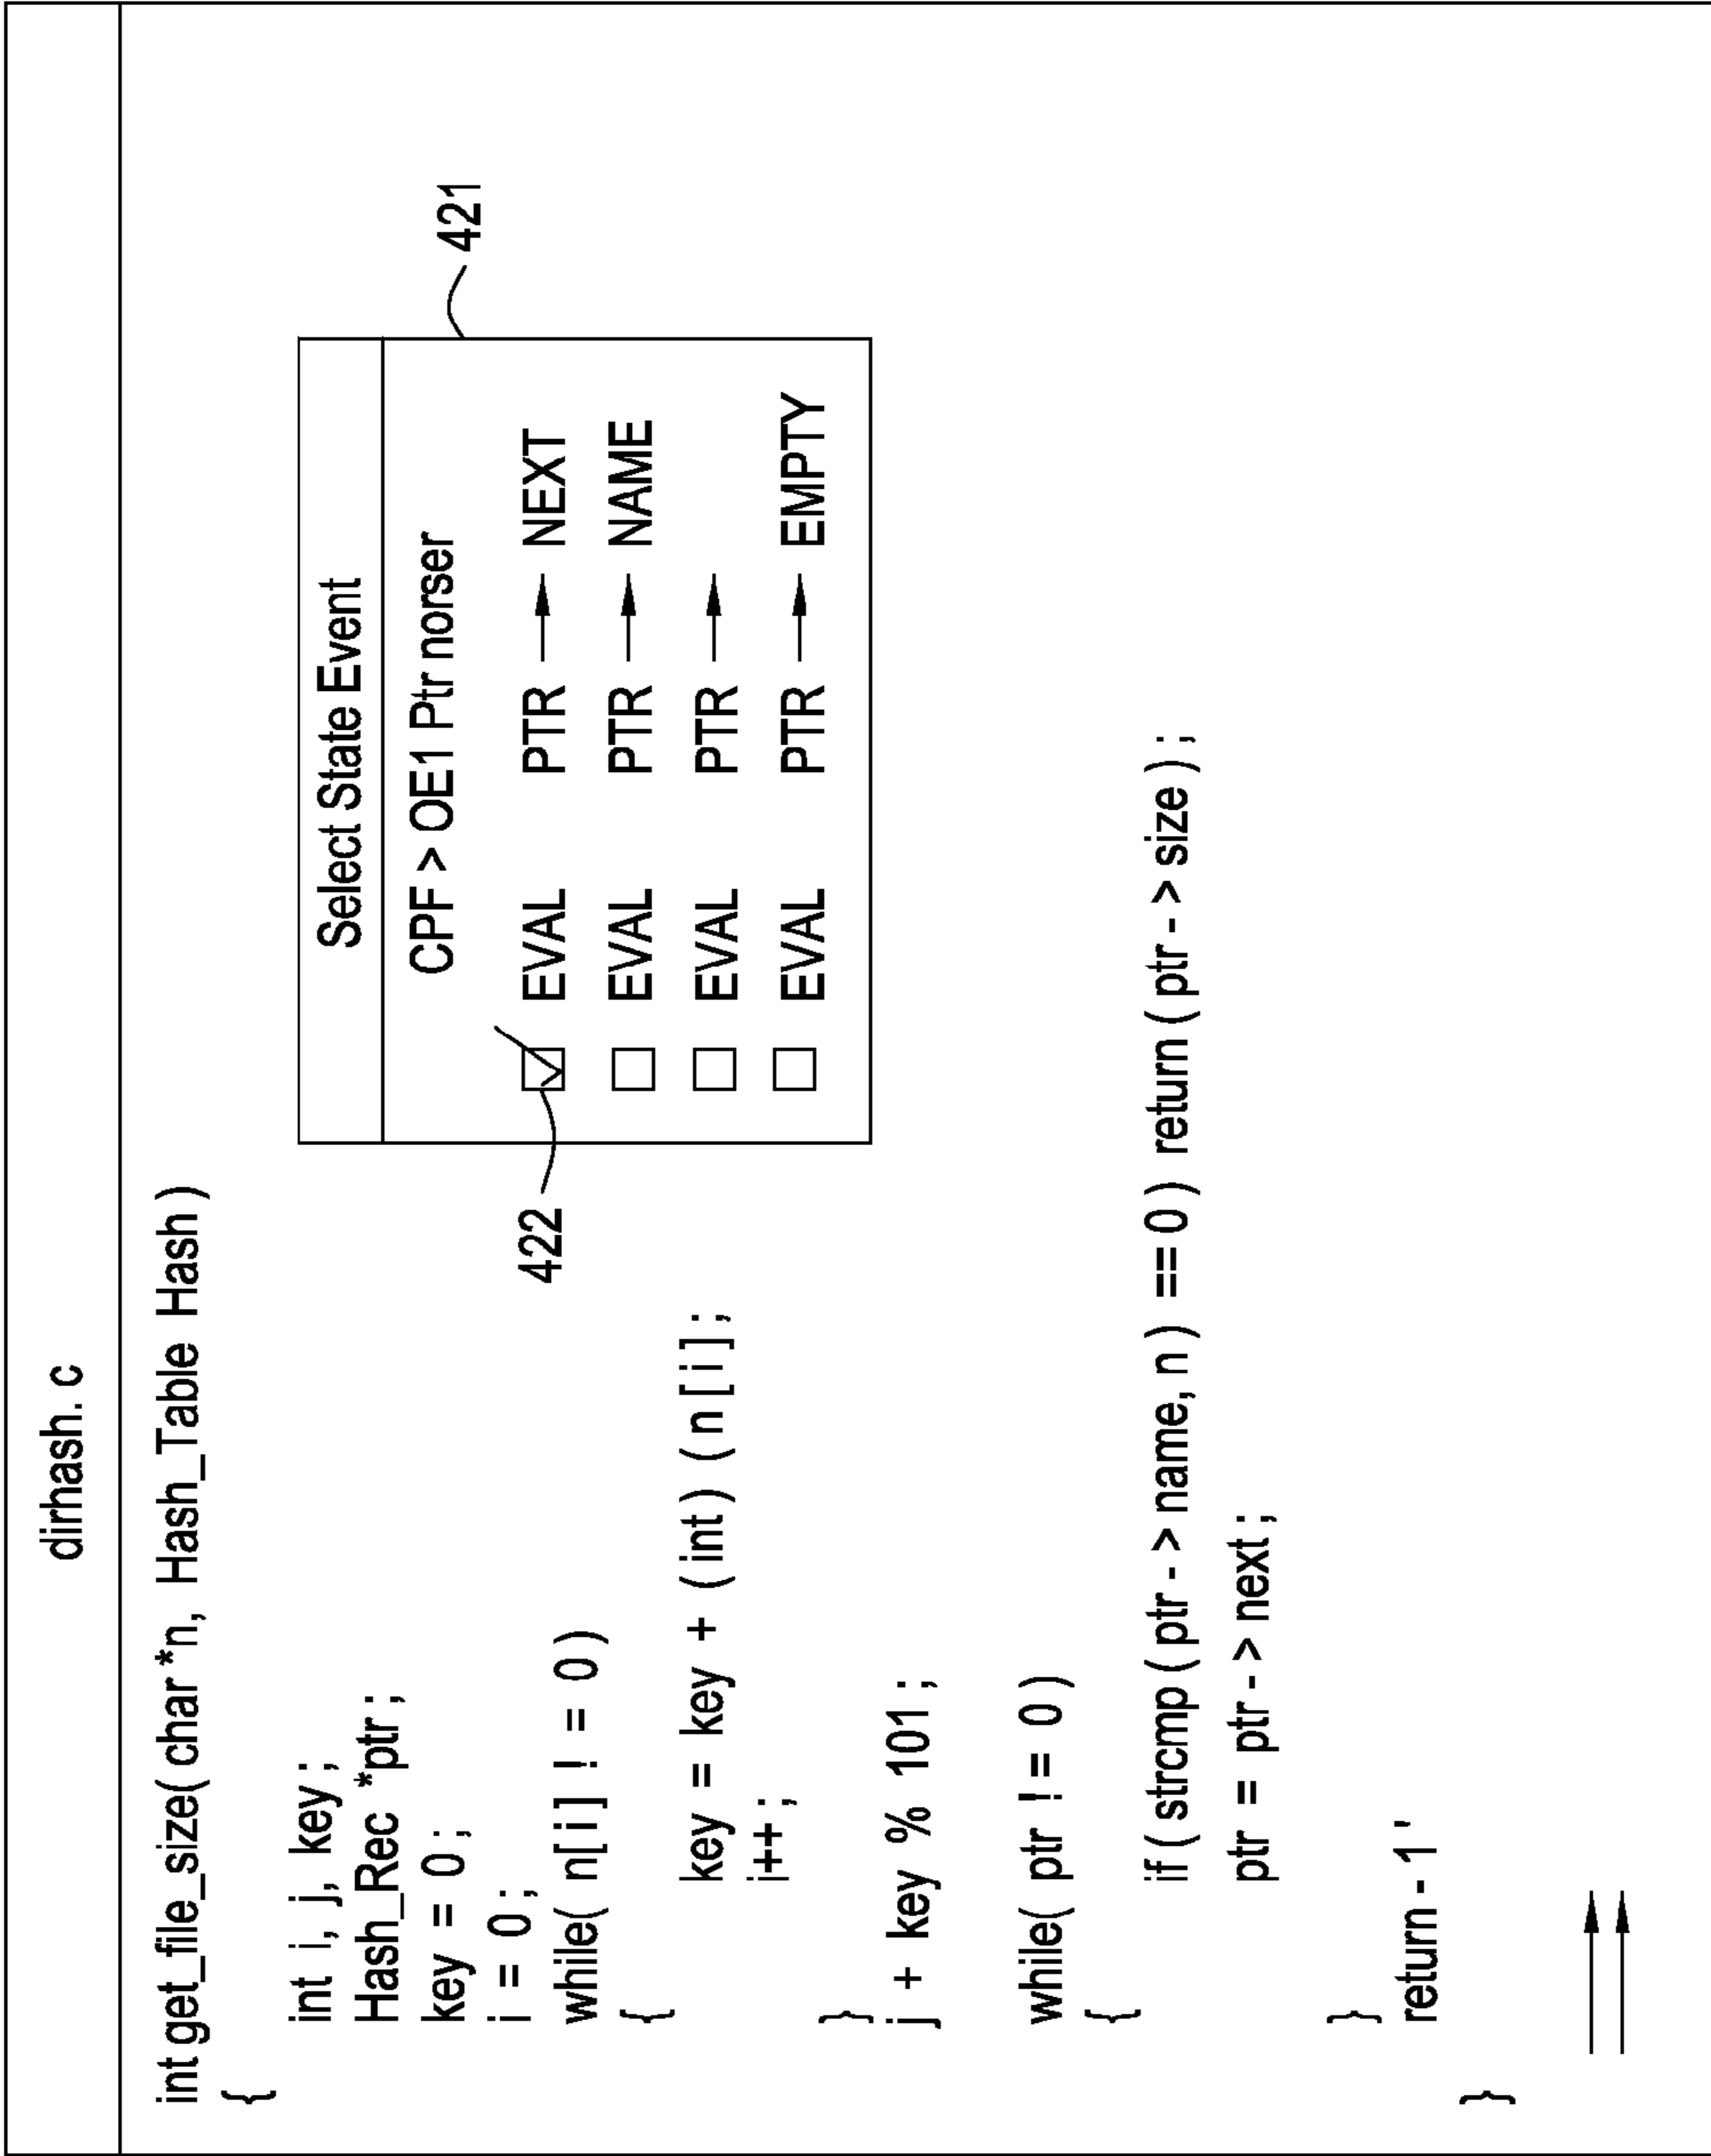 dirhash. c
int get_file_size( char *n, Hash_Table Hash )
{
int i, j, key ;
Hash_Rec *ptr ;
key = 0 ;
i = 0 ;
while( n[ i ] ! = 0 )
{
key = key + ( int ) ( n [ i ] ;
i++ ;
}
j + key % 101 ;
while( ptr ! = 0 )
{
if ( strcmp ( ptr - > name, n ) == 0 ) return ( ptr - > size ) ;
ptr = ptr - > next ;
}
return - 1 '
}
Select State Event
CPF > OE1 Ptr norser
EVAL PTR → NEXT
EVAL PTR → NAME
EVAL PTR →
EVAL PTR → EMPTY
421
422